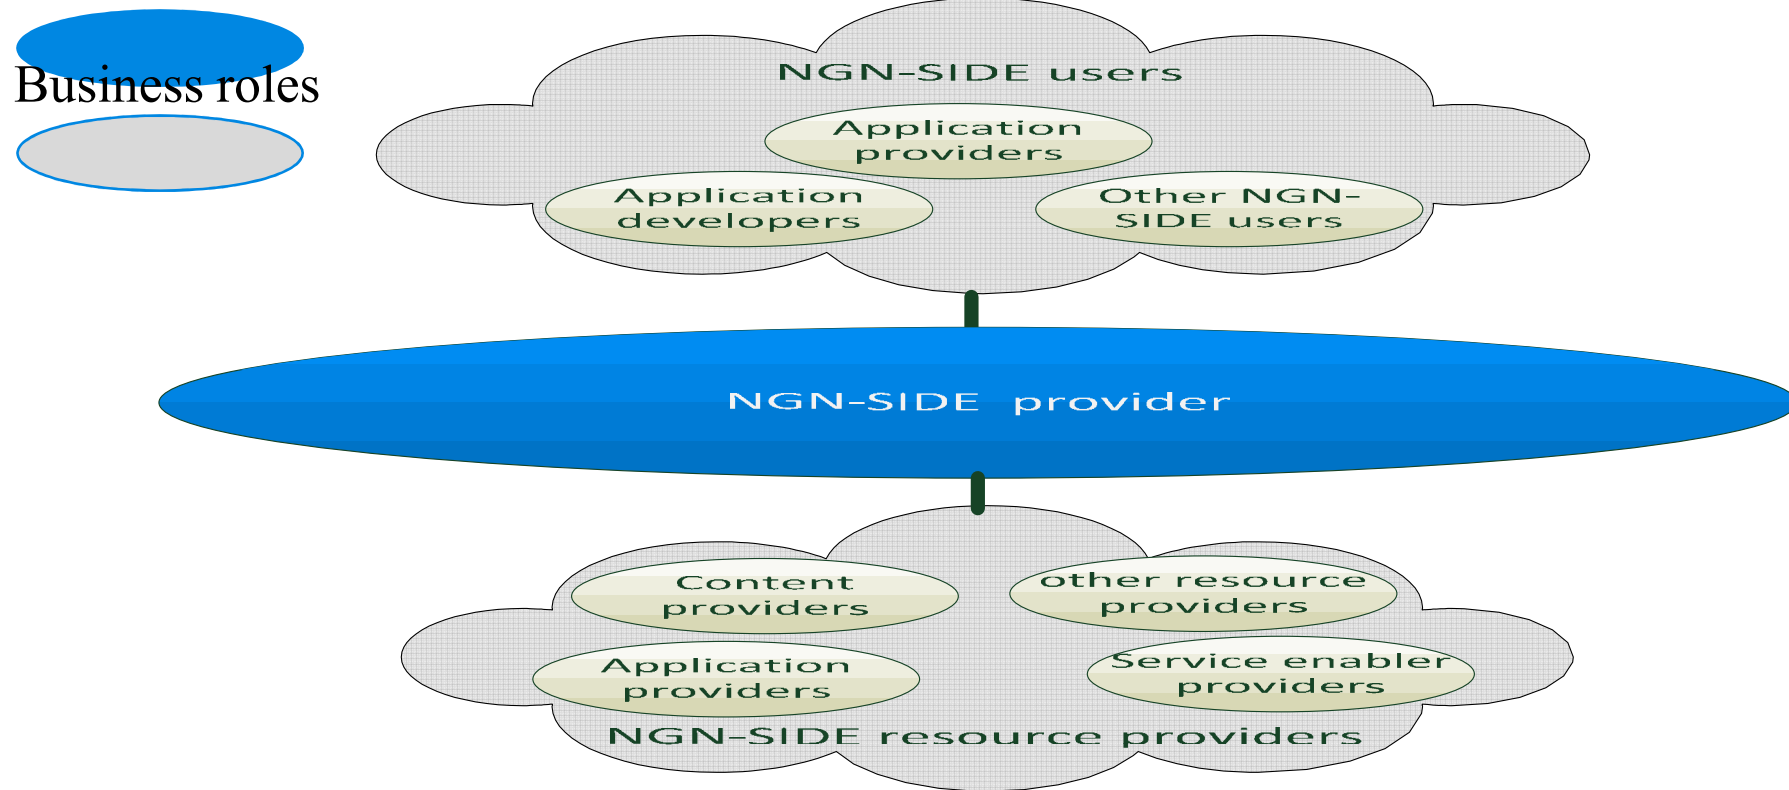 Business roles
NGN-SIDE users
Application
providers
Application
developers
Other NGN-
SIDE users
NGN-SIDE provider
Content
providers
other resource
providers
Application
providers
Service enabler
providers
NGN-SIDE resource providers